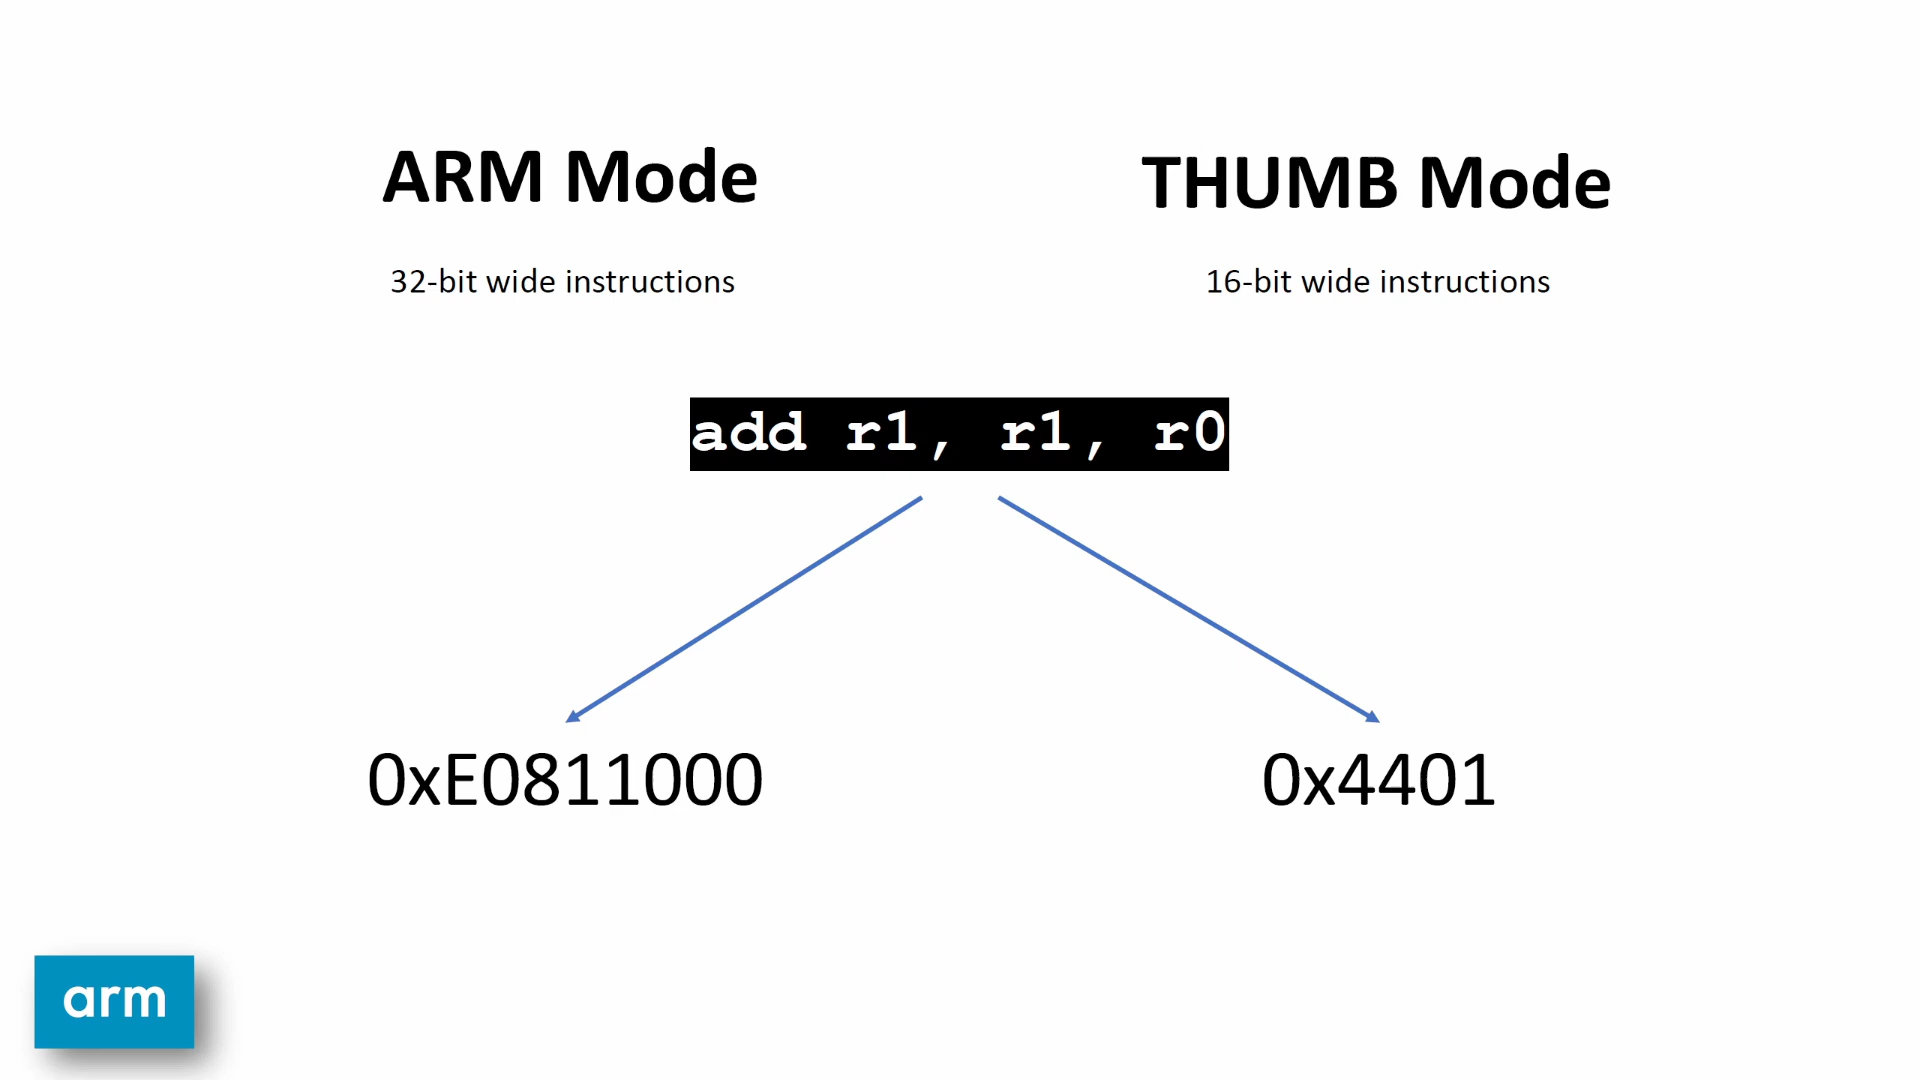 ARM Mode
THUMB Mode
32-bit wide instructions
16-bit wide instructions
add r1, r1, r0
0xE0811000
0x4401
arm